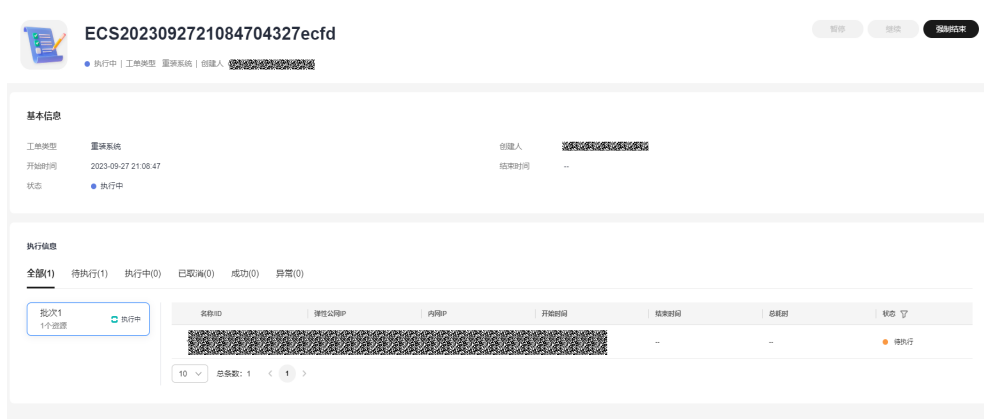 ECS2023092721084704327ecfd
暂停 继续 强制结束
执行中 | 工单类型 重装系统 | 创建人
基本信息
工单类型 重装系统 创建人
开始时间 2023-09-27 21:08:47 结束时间 --
状态 执行中
执行信息
全部(1) 待执行(1) 执行中(0) 已取消(0) 成功(0) 异常(0)
批次1
1个资源
执行中
名称/ID 弹性公网IP 内网IP 开始时间 结束时间 总耗时 状态
-- -- 待执行
10 总条数: 1 < 1 >